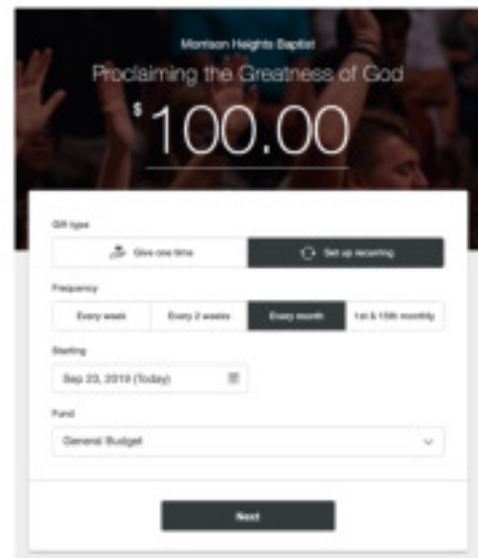 Morrison Heights Baptist
Proclaiming the Greatness of God
$100.00
Gift type
Give one time Set up recurring
Frequency
Every week Every 2 weeks Every month 1st & 15th monthly
Starting
Sep 23, 2019 (Today)
Fund
General Budget
Next